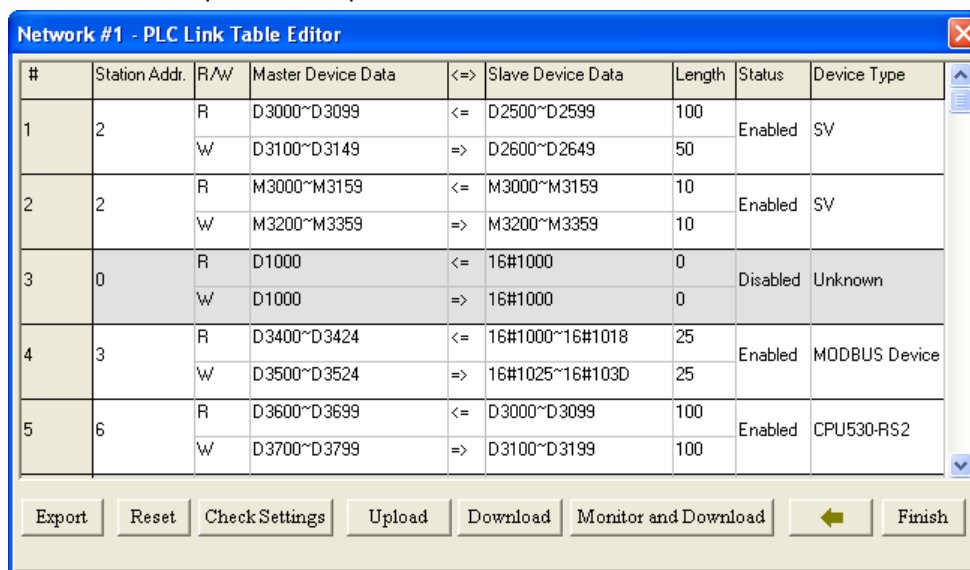 Network #1 - PLC Link Table Editor
# Station Addr. R/W Master Device Data <=> Slave Device Data Length Status Device Type
1 2 R D3000~D3099 <= D2500~D2599 100 Enabled SV
W D3100~D3149 => D2600~D2649 50
2 2 R M3000~M3159 <= M3000~M3159 10 Enabled SV
W M3200~M3359 => M3200~M3359 10
3 0 R D1000 <= 16#1000 0 Disabled Unknown
W D1000 => 16#1000 0
4 3 R D3400~D3424 <= 16#1000~16#1018 25 Enabled MODBUS Device
W D3500~D3524 => 16#1025~16#103D 25
5 6 R D3600~D3699 <= D3000~D3099 100 Enabled CPU530-RS2
W D3700~D3799 => D3100~D3199 100
Export Reset Check Settings Upload Download Monitor and Download Finish